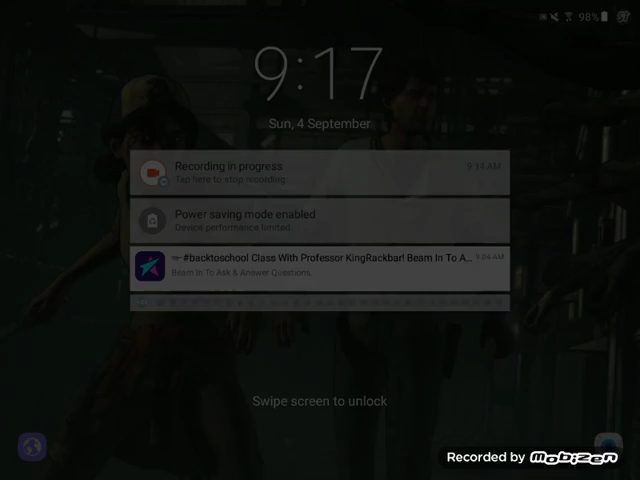 98%
9:17
Sun, 4 September
Recording in progress
9:14 AM
Tap here to stop recording.
Power saving mode enabled
Device performance limited.
#backtoschool Class With Professor KingRackbar! Beam In To A...
9:04 AM
Beam In To Ask & Answer Questions.
Swipe screen to unlock
Recorded by Mobizen